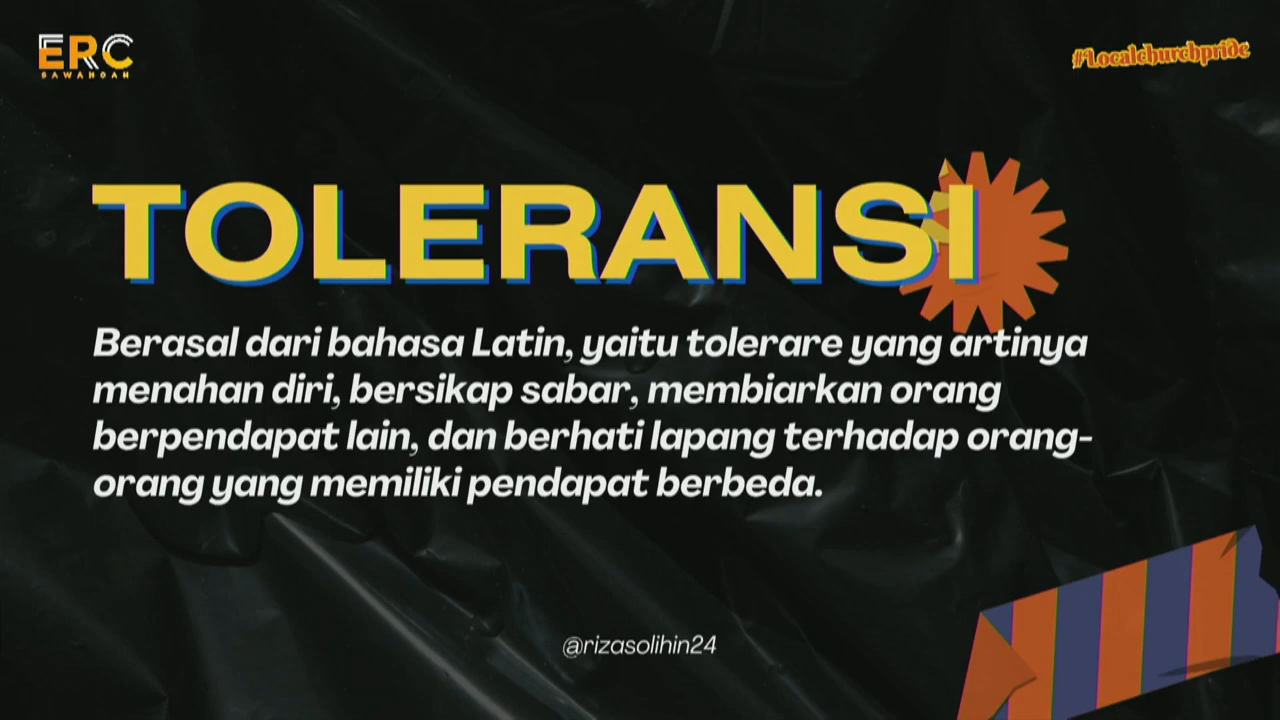 ERC
SAWANGAN
#Localchurchpride
TOLERANSI
Berasal dari bahasa Latin, yaitu tolerare yang artinya
menahan diri, bersikap sabar, membiarkan orang
berpendapat lain, dan berhati lapang terhadap orang-
orang yang memiliki pendapat berbeda.
@rizasolihin24